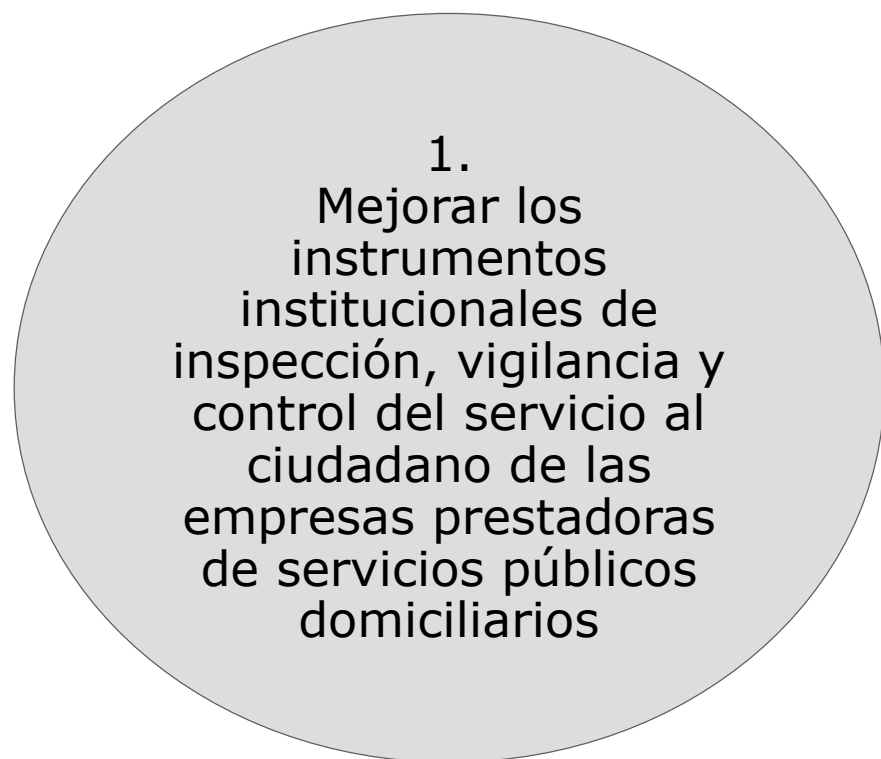 1.
Mejorar los
instrumentos
institucionales de
inspección, vigilancia y
control del servicio al
ciudadano de las
empresas prestadoras
de servicios públicos
domiciliarios